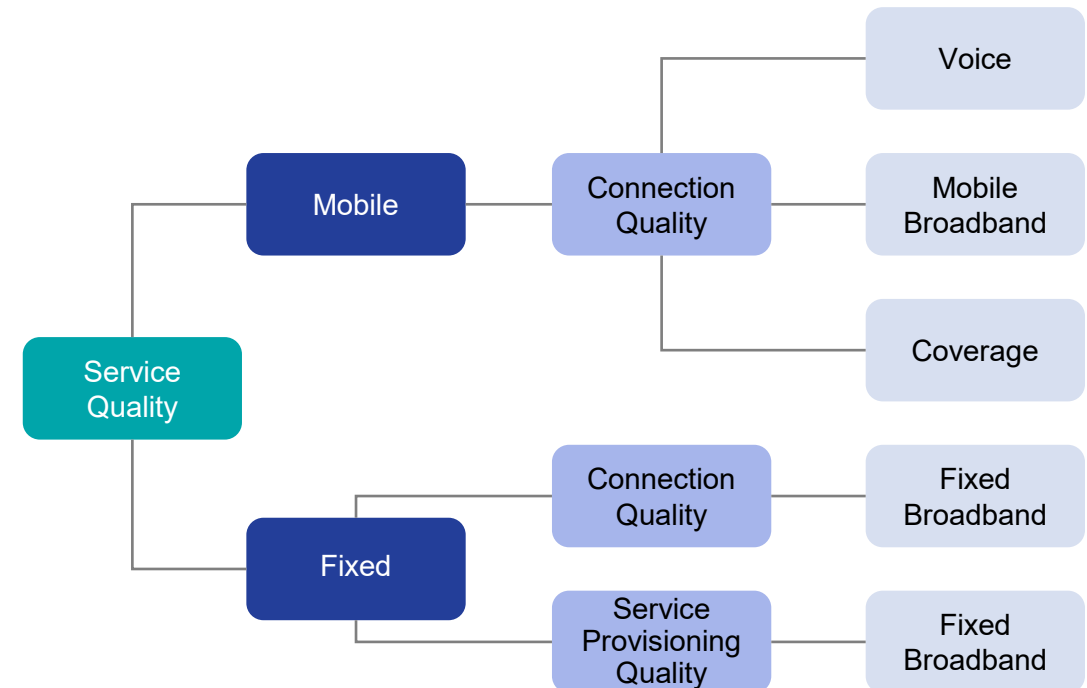 Voice
Mobile
Connection
Quality
Mobile
Broadband
Coverage
Service
Quality
Fixed
Connection
Quality
Fixed
Broadband
Service
Provisioning
Quality
Fixed
Broadband